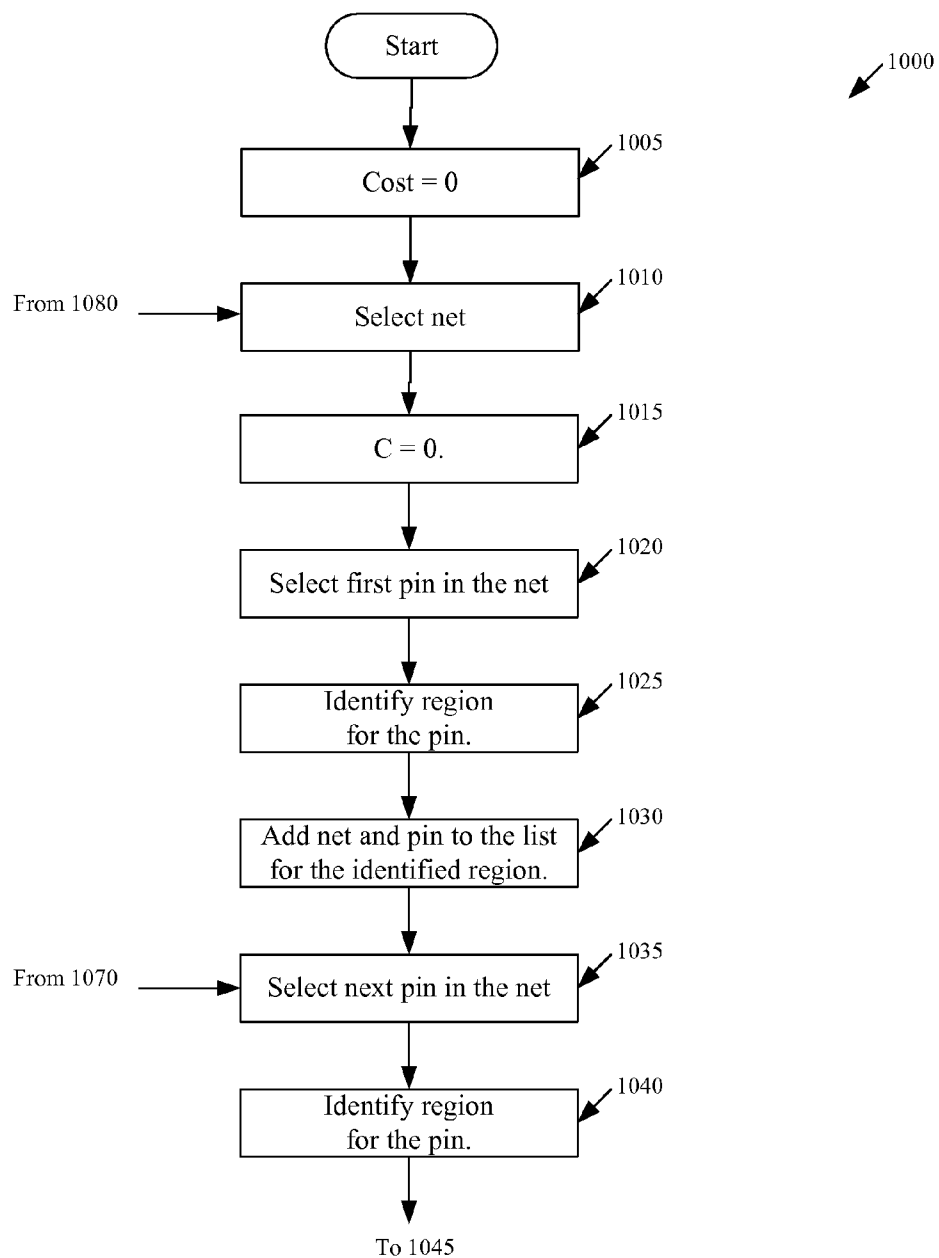 Start
1000
1005
Cost = 0
1010
From 1080
Select net
1015
C = 0.
1020
Select first pin in the net
1025
Identify region
for the pin.
1030
Add net and pin to the list
for the identified region.
1035
From 1070
Select next pin in the net
1040
Identify region
for the pin.
To 1045